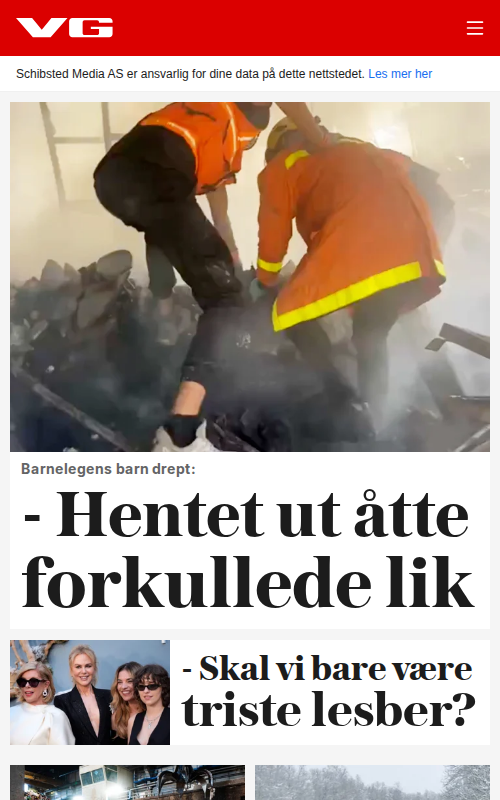 VG
Schibsted Media AS er ansvarlig for dine data på dette nettstedet. Les mer her
Barnelegens barn drept:
- Hentet ut åtte
forkullede lik
- Skal vi bare være
triste lesber?